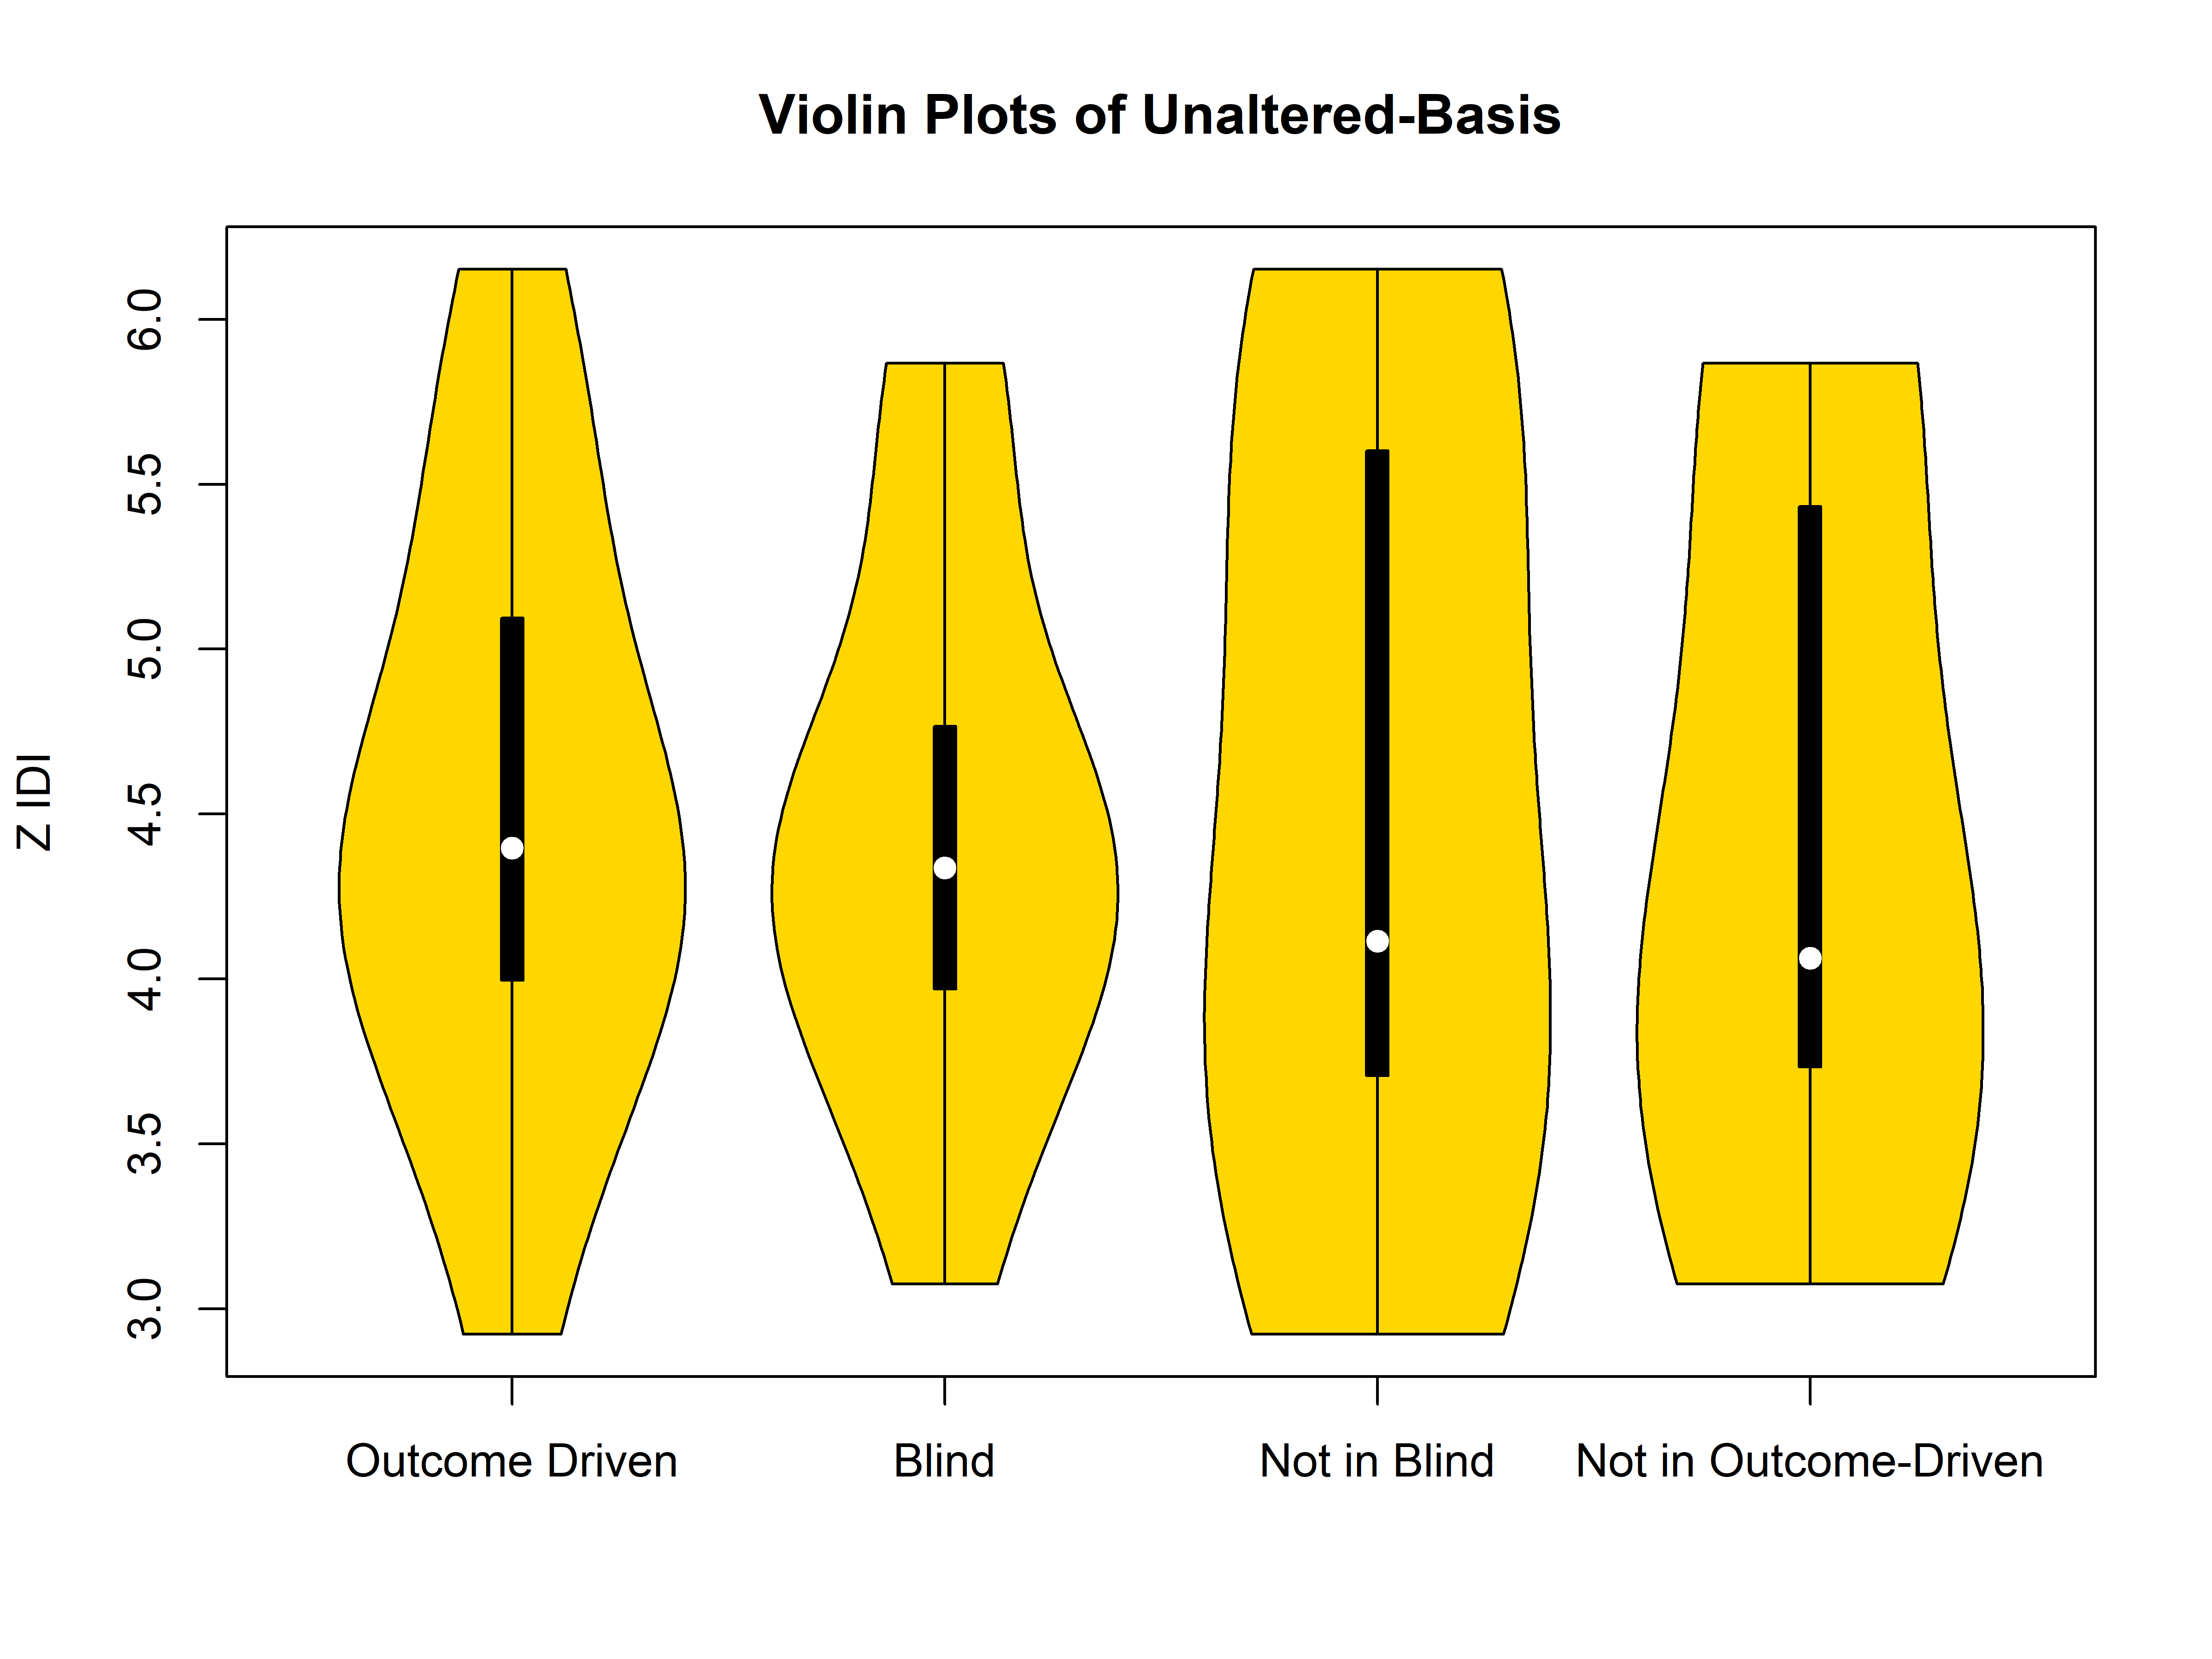 Violin Plots of Unaltered-Basis
Z IDI
6.0
5.5
5.0
4.5
4.0
3.5
3.0
Outcome Driven
Blind
Not in Blind
Not in Outcome-Driven